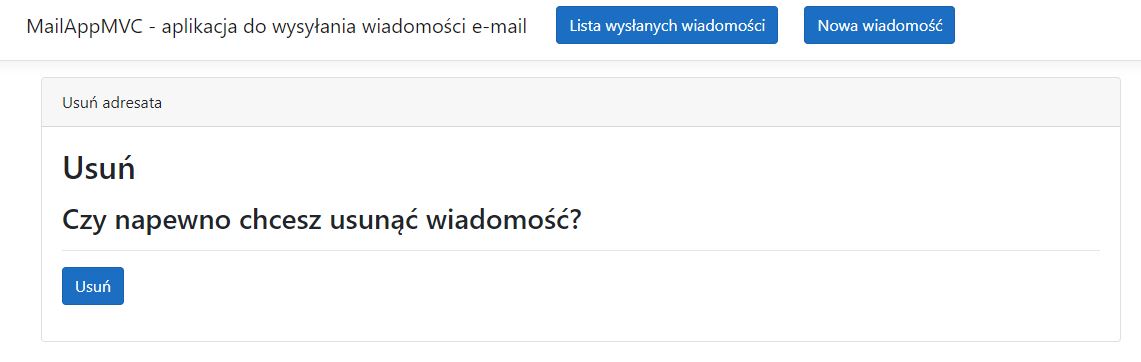 MailAppMVC - aplikacja do wysyłania wiadomości e-mail Lista wysłanych wiadomości Nowa wiadomość
Usuń adresata
Usuń
Czy napewno chcesz usunąć wiadomość?
Usuń